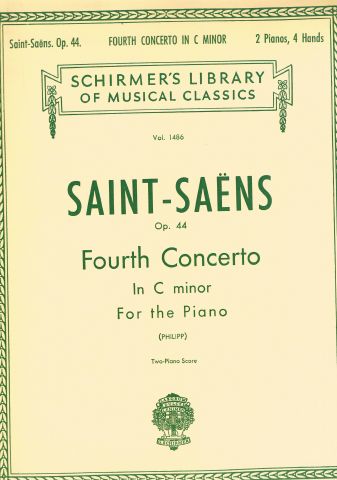 Saint-Saëns. Op. 44. FOURTH CONCERTO IN C MINOR 2 Pianos, 4 Hands
SCHIRMER'S LIBRARY
OF MUSICAL CLASSICS
Vol. 1486
SAINT-SAËNS
Op. 44
Fourth Concerto
In C minor
For the Piano
(PHILIPP)
Two-Piano Score